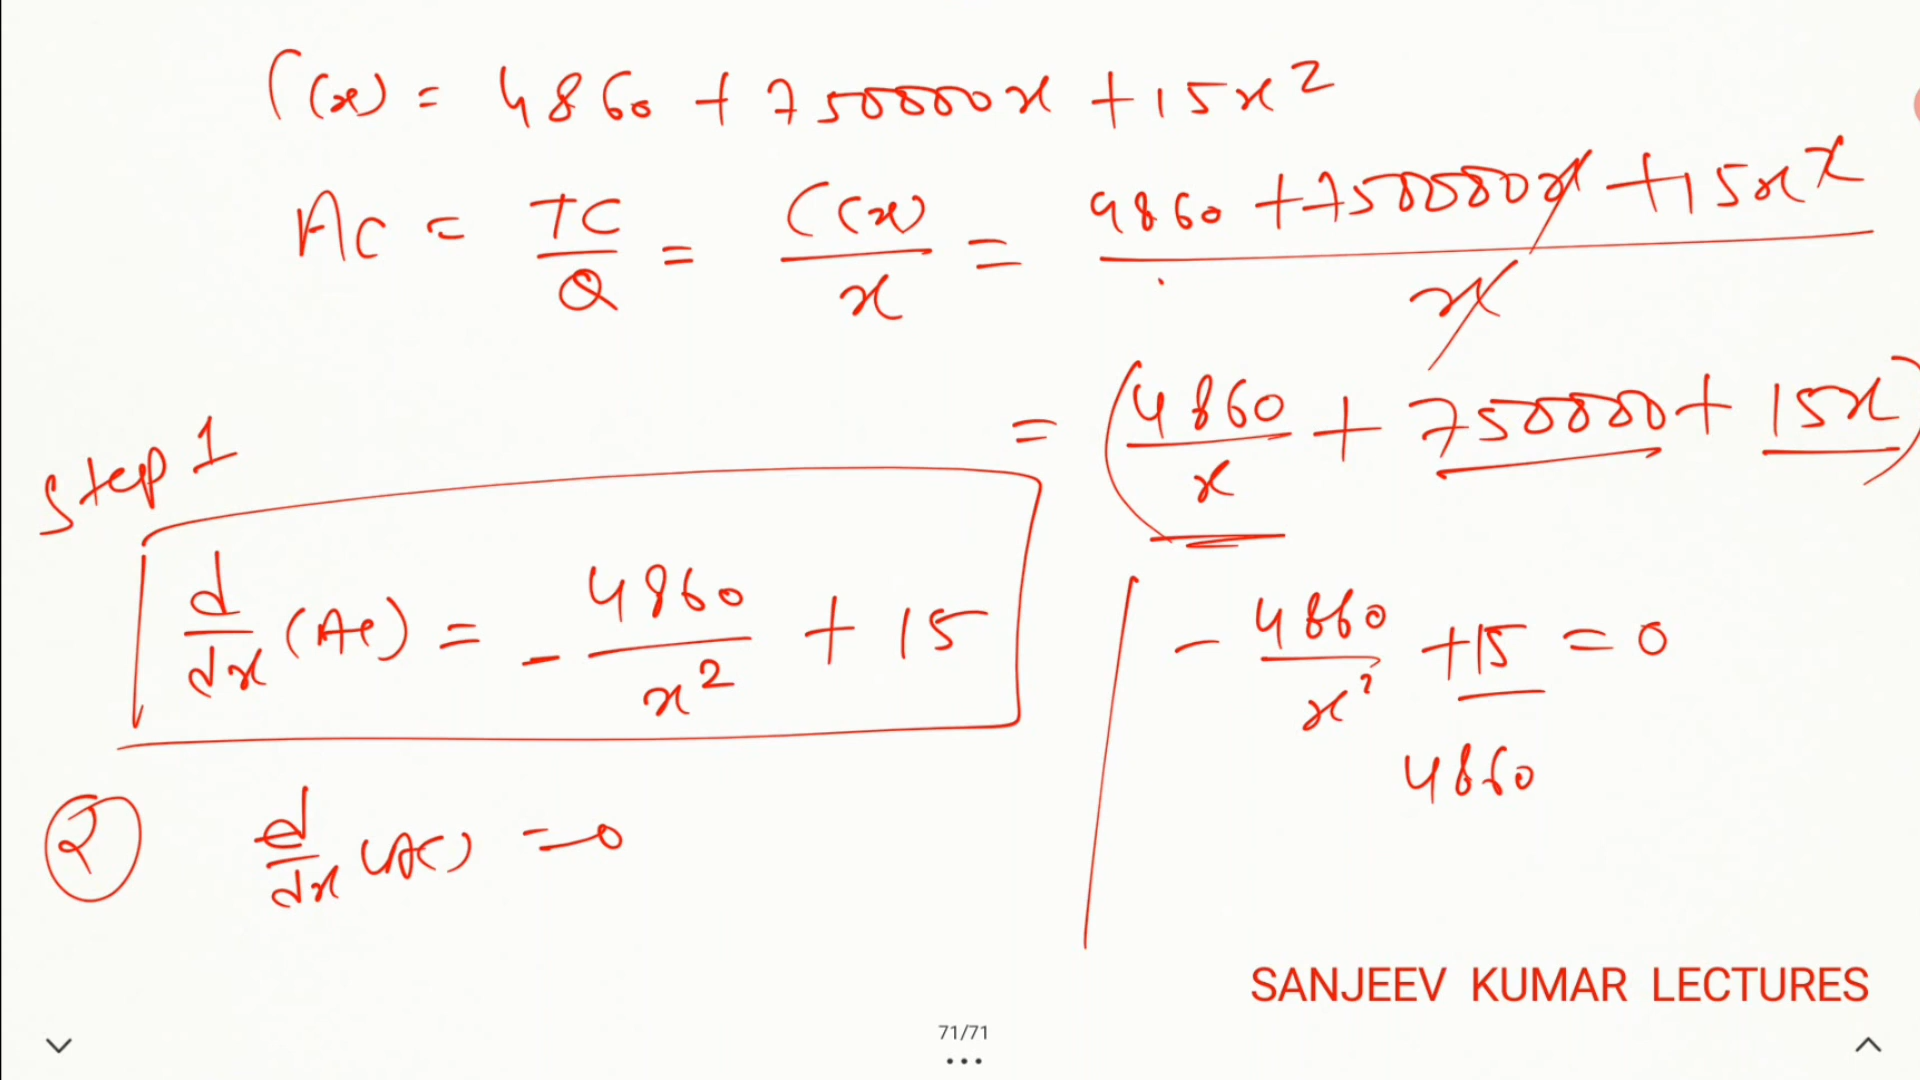 C(x) = 4860 + 750000x + 15x²
AC = TC/Q = C(x)/x = 4860 + 750000x + 15x²/x
= (4860/x + 750000 + 15x)
Step 1
d/dx (AC) = - 4860/x² + 15
- 4860/x² + 15 = 0
4860
2 d/dx (AC) = 0
SANJEEV KUMAR LECTURES
71/71